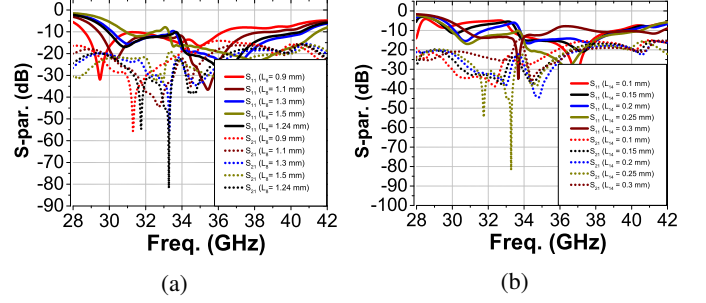 0
-10
-20
-30
-40
-50
-60
-70
-80
-90
S-par. (dB)
28 30 32 34 36 38 40 42
Freq. (GHz)
S11 (L8= 0.9 mm)
S11 (L8= 1.1 mm)
S11 (L8= 1.3 mm)
S11 (L8= 1.5 mm)
S11 (L8= 1.24 mm)
S21 (L8= 0.9 mm)
S21 (L8= 1.1 mm)
S21 (L8= 1.3 mm)
S21 (L8= 1.5 mm)
S21 (L8= 1.24 mm)
(a)
0
-10
-20
-30
-40
-50
-60
-70
-80
-90
-100
S-par. (dB)
28 30 32 34 36 38 40 42
Freq. (GHz)
S11 (L14 = 0.1 mm)
S11 (L14 = 0.15 mm)
S11 (L14 = 0.2 mm)
S11 (L14 = 0.25 mm)
S11 (L14 = 0.3 mm)
S21 (L14 = 0.1 mm)
S21 (L14 = 0.15 mm)
S21 (L14 = 0.2 mm)
S21 (L14 = 0.25 mm)
S21 (L14 = 0.3 mm)
(b)